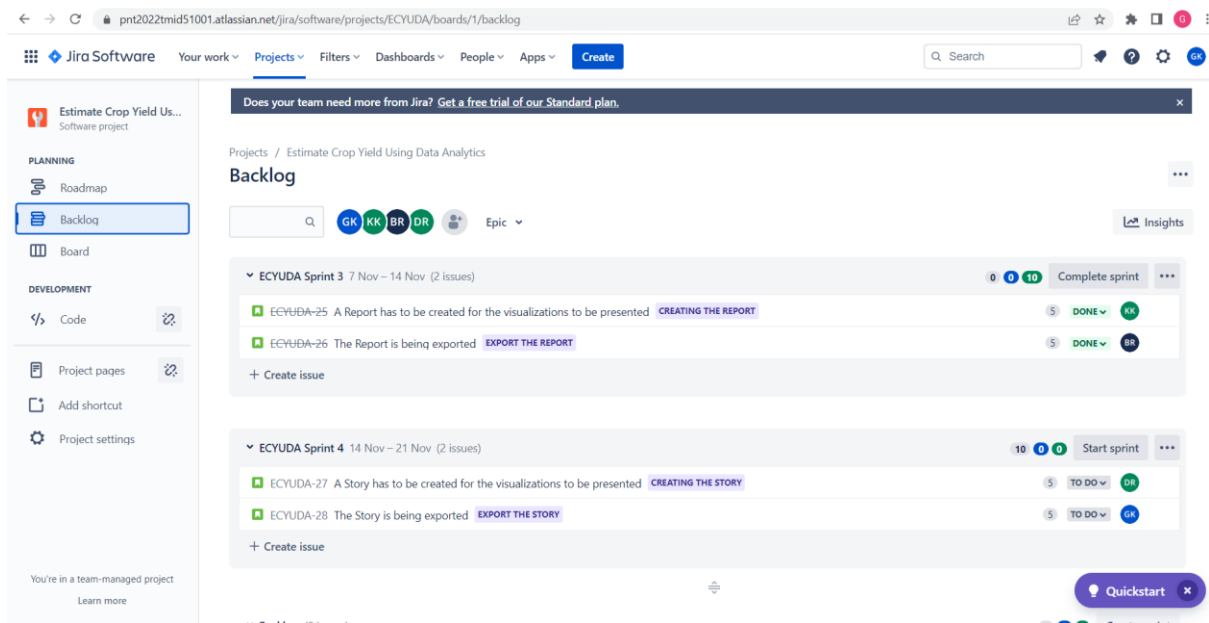 pnt2022tmid51001.atlassian.net/jira/software/projects/ECYUDA/boards/1/backlog G
Jira Software Your work Projects Filters Dashboards People Apps Create Search GK
Does your team need more from Jira? Get a free trial of our Standard plan. ×
Estimate Crop Yield Us...
Software project
PLANNING
Roadmap
Backlog
Board
DEVELOPMENT
Code
Project pages
Add shortcut
Project settings
You're in a team-managed project
Learn more
Projects / Estimate Crop Yield Using Data Analytics
Backlog
GK KK BR DR Epic Insights
ECYUDA Sprint 3 7 Nov – 14 Nov (2 issues) 0 0 10 Complete sprint
ECYUDA-25 A Report has to be created for the visualizations to be presented CREATING THE REPORT 5 DONE KK
ECYUDA-26 The Report is being exported EXPORT THE REPORT 5 DONE BR
+ Create issue
ECYUDA Sprint 4 14 Nov – 21 Nov (2 issues) 10 0 0 Start sprint
ECYUDA-27 A Story has to be created for the visualizations to be presented CREATING THE STORY 5 TO DO DR
ECYUDA-28 The Story is being exported EXPORT THE STORY 5 TO DO GK
+ Create issue
Quickstart ×